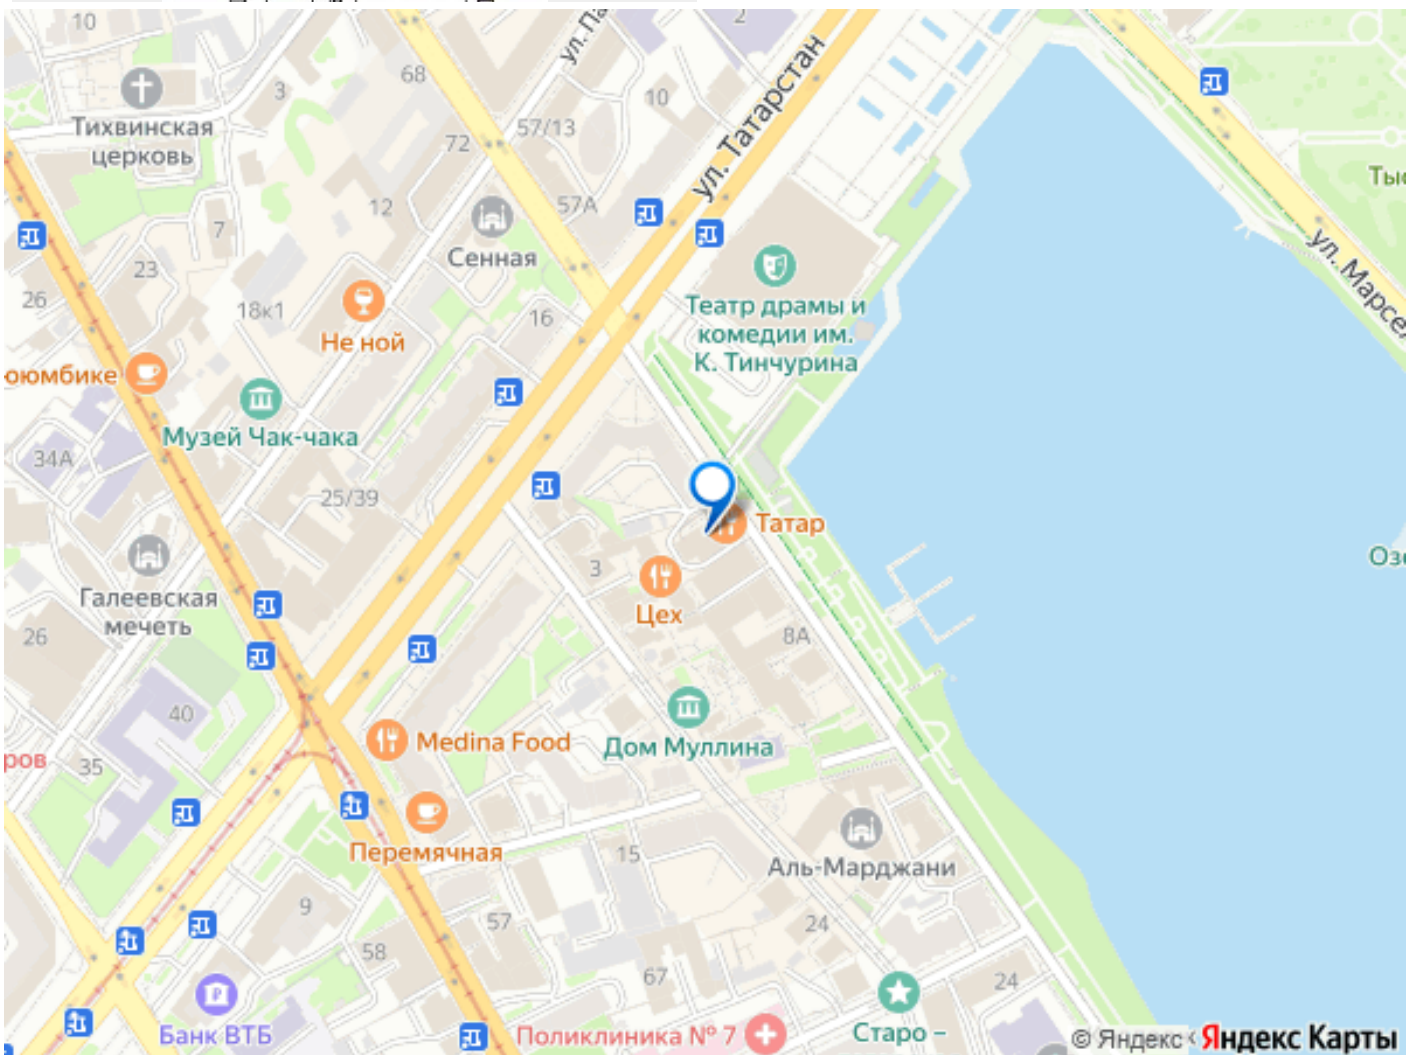 10
2
ул. Па
68
3
10
ул. Татарстан
Тихвинская
церковь
72
57/13
Тыс
12
57А
7
Сенная
23
26
18к1
16
Не ной
Театр драмы и
комедии им.
К. Тинчурина
ул. Марсел
оюмбике
Музей Чак-чака
34А
25/39
Татар
Озе
3
Галеевская
мечеть
Цех
26
8А
40
Medina Food
Дом Муллина
ров
35
Перемячная
15
Аль-Марджани
9
57
24
58
67
24
Банк ВТБ
Поликлиника № 7
Старо –
© Яндекс
Яндекс Карты